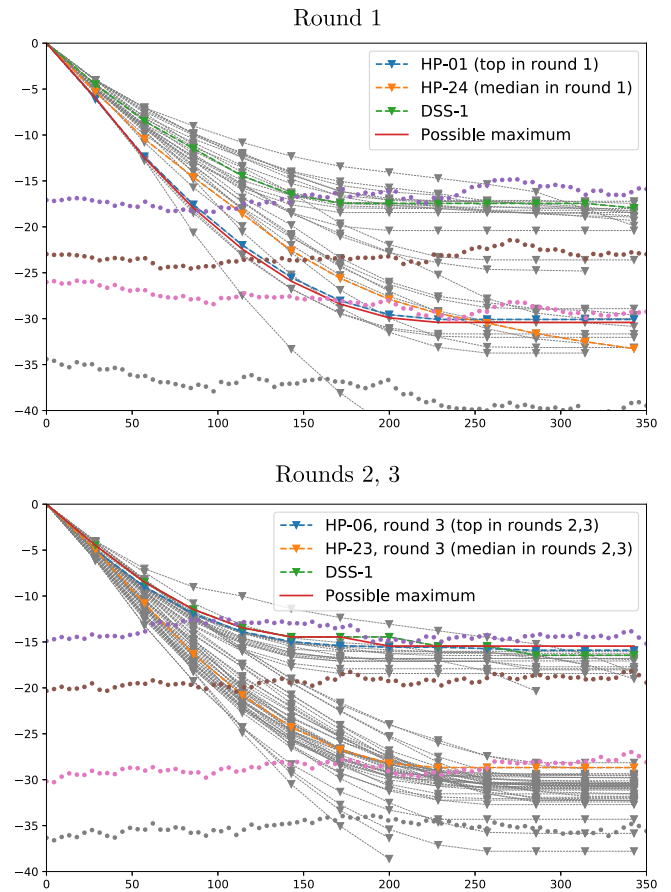 Round 1
0
−5
−10
−15
−20
−25
−30
−35
−40
HP-01 (top in round 1)
HP-24 (median in round 1)
DSS-1
Possible maximum
0 50 100 150 200 250 300 350
Rounds 2, 3
0
−5
−10
−15
−20
−25
−30
−35
−40
HP-06, round 3 (top in rounds 2,3)
HP-23, round 3 (median in rounds 2,3)
DSS-1
Possible maximum
0 50 100 150 200 250 300 350